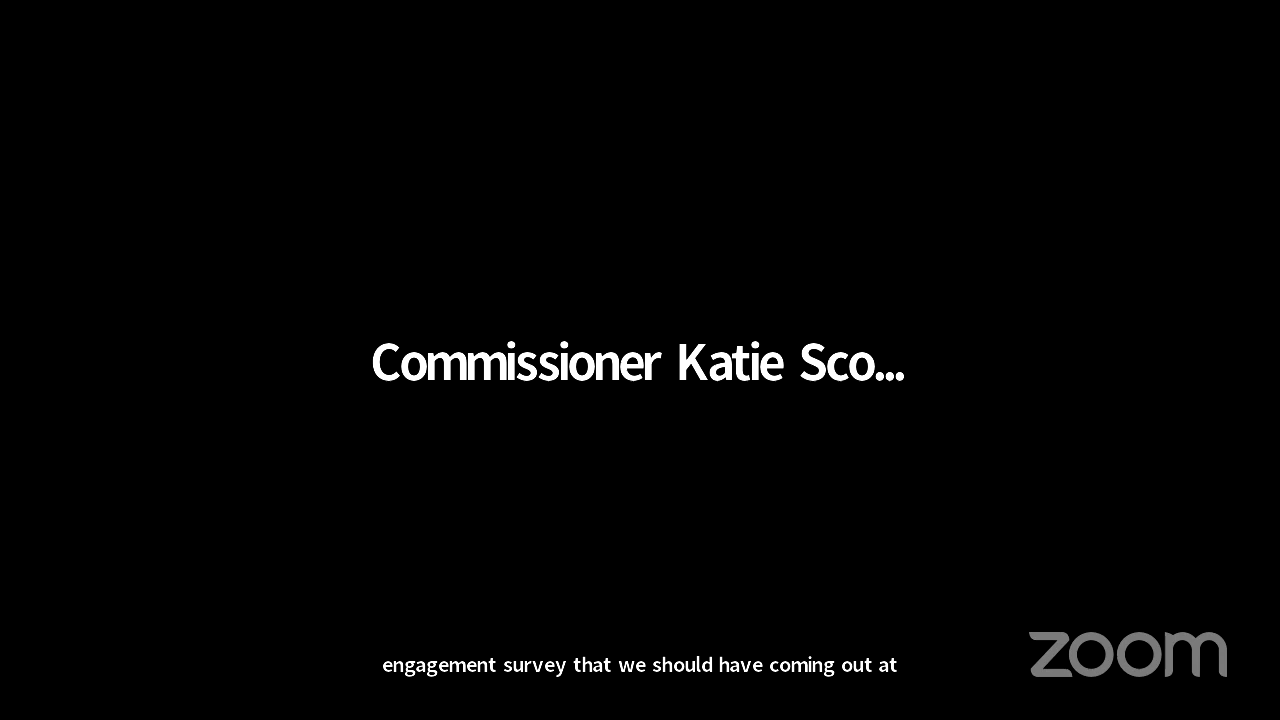 Commissioner Katie Sco...
engagement survey that we should have coming out at
zoom